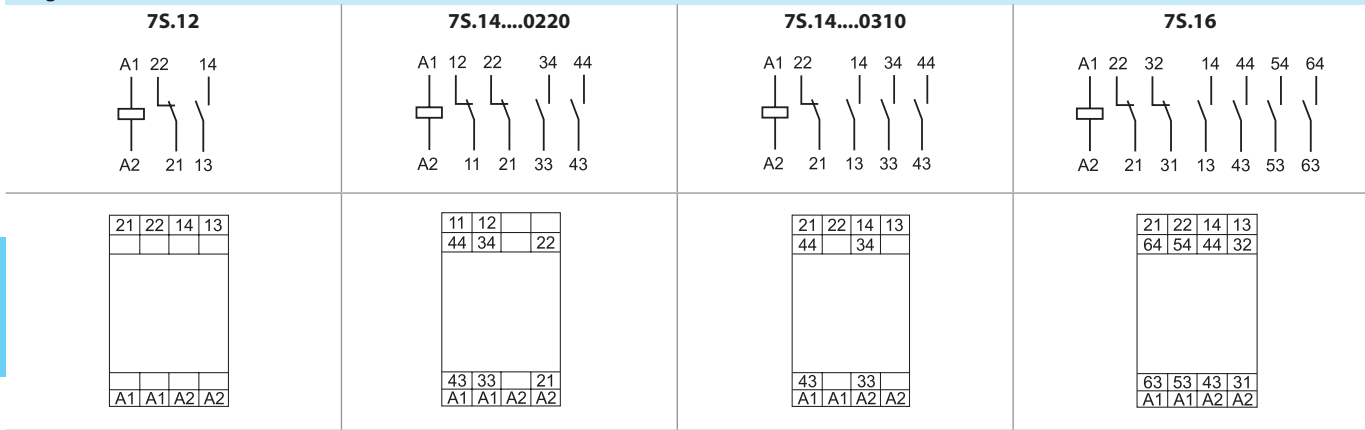 7S.12 7S.14....0220 7S.14....0310 7S.16
A1 22 14
A2 21 13
A1 12 22 34 44
A2 11 21 33 43
A1 22 14 34 44
A2 21 13 33 43
A1 22 32 14 44 54 64
A2 21 31 13 43 53 63
21 22 14 13
A1 A1 A2 A2
11 12
44 34 22
43 33 21
A1 A1 A2 A2
21 22 14 13
44 34
43 33
A1 A1 A2 A2
21 22 14 13
64 54 44 32
63 53 43 31
A1 A1 A2 A2